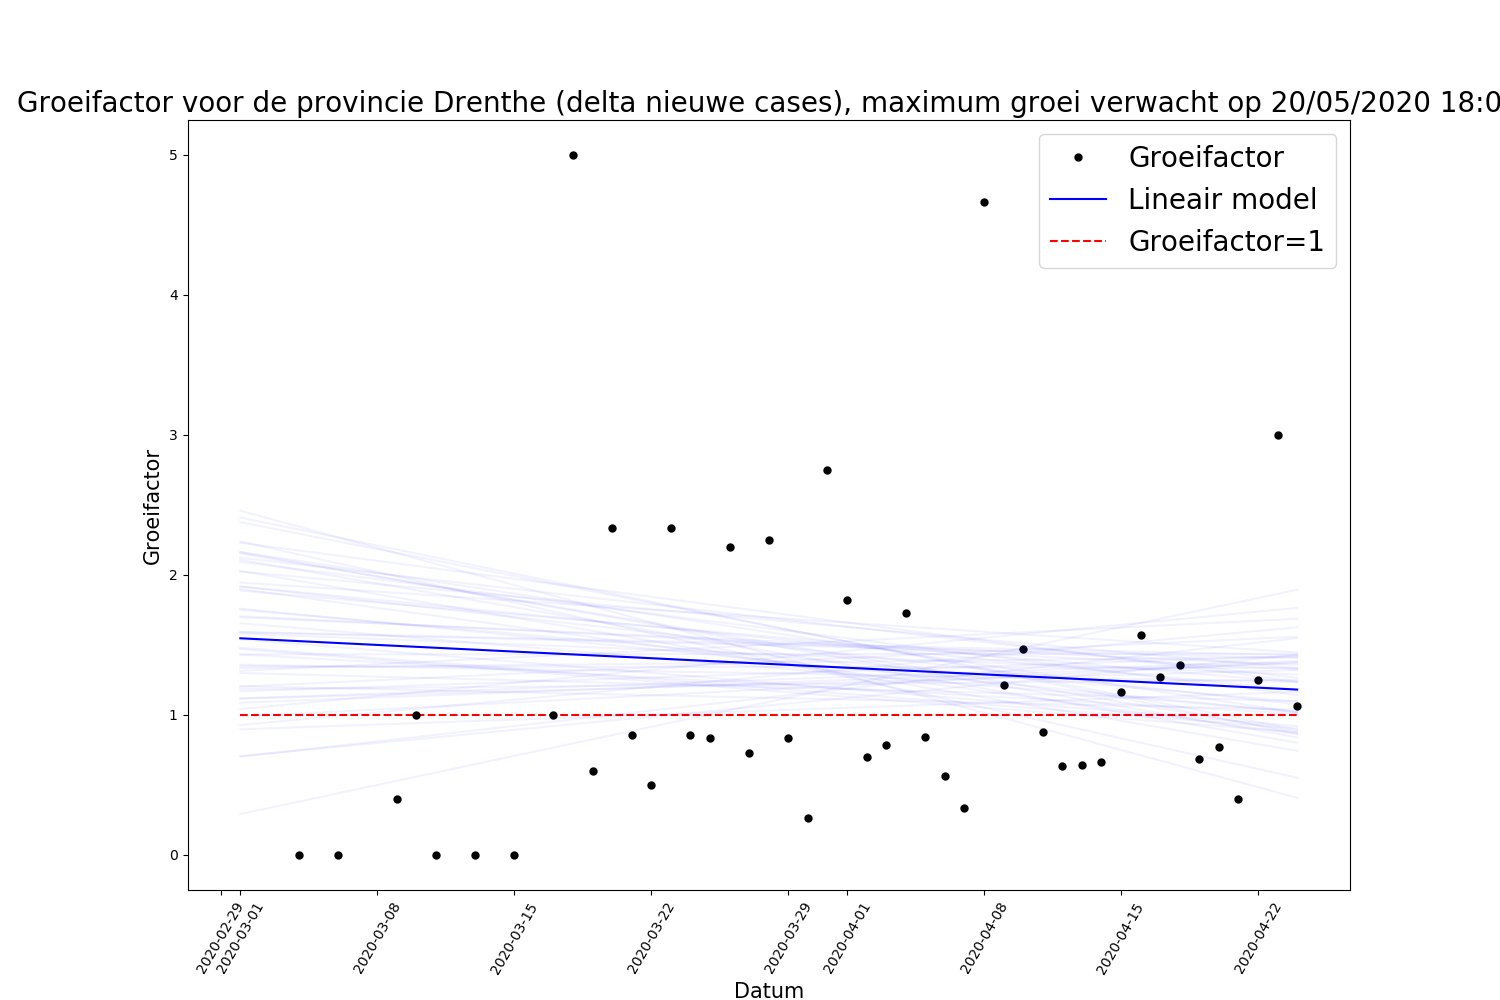 Groeifactor voor de provincie Drenthe (delta nieuwe cases), maximum groei verwacht op 20/05/2020 18:0
Groeifactor
Lineair model
Groeifactor=1
5
4
3
2
1
0
Groeifactor
2020-02-29
2020-03-01
2020-03-08
2020-03-15
2020-03-22
2020-03-29
2020-04-01
2020-04-08
2020-04-15
2020-04-22
Datum